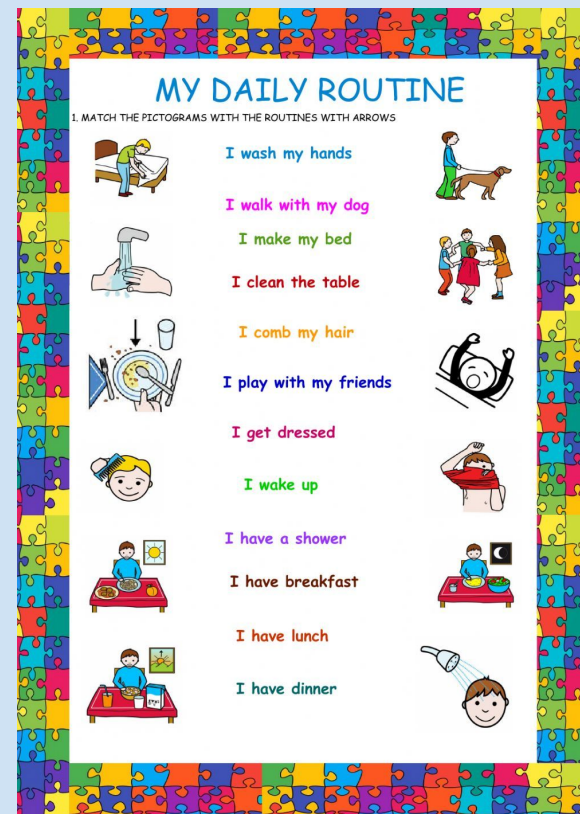 MY DAILY ROUTINE
1. MATCH THE PICTOGRAMS WITH THE ROUTINES WITH ARROWS
I wash my hands
I walk with my dog
I make my bed
I clean the table
I comb my hair
I play with my friends
I get dressed
I wake up
I have a shower
I have breakfast
I have lunch
I have dinner